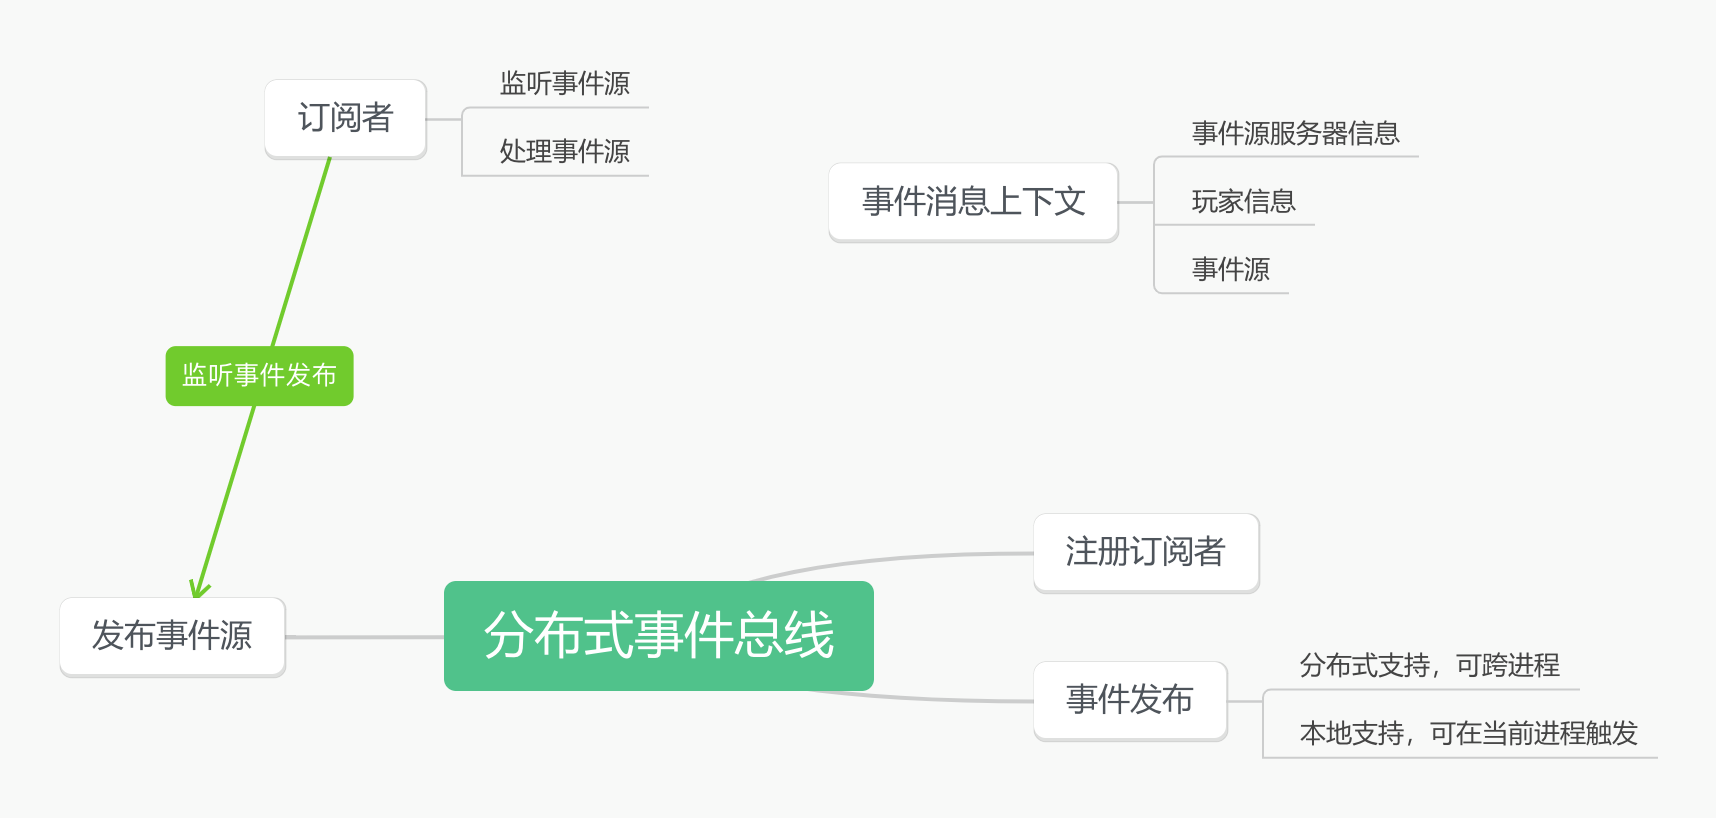 订阅者
监听事件源
处理事件源
事件消息上下文
事件源服务器信息
玩家信息
事件源
监听事件发布
发布事件源
分布式事件总线
注册订阅者
事件发布
分布式支持，可跨进程
本地支持，可在当前进程触发